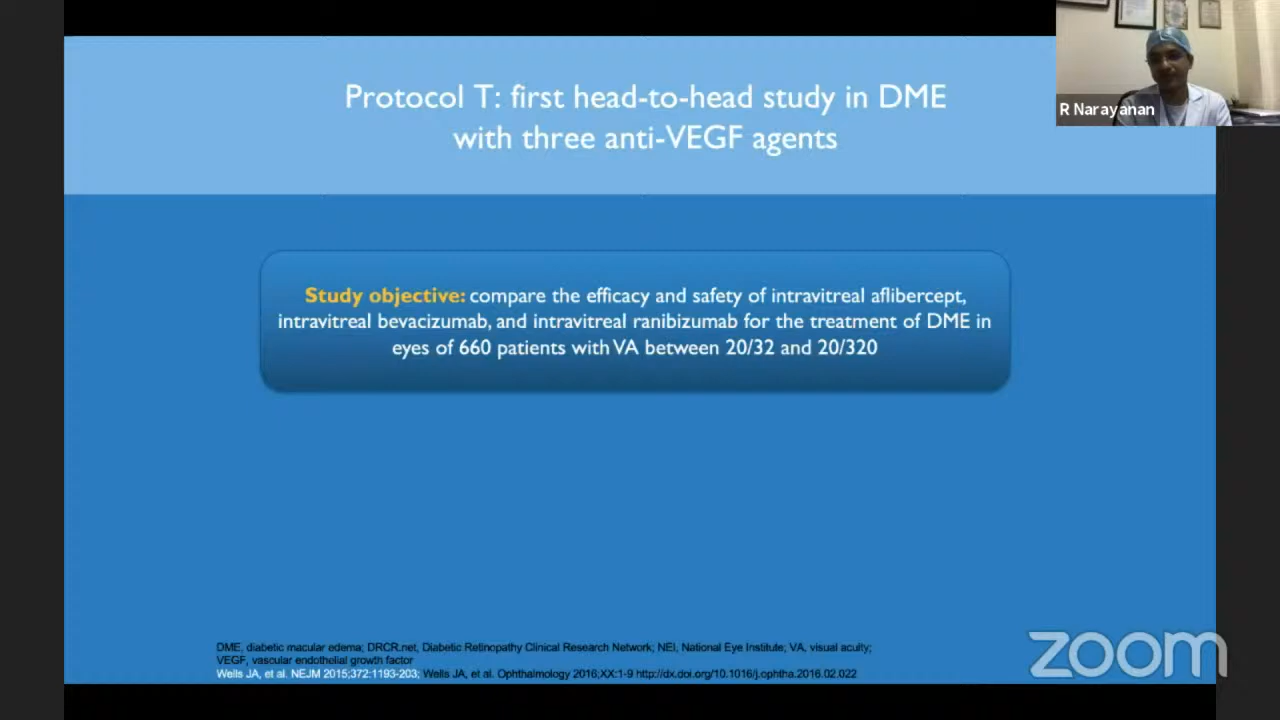 Protocol T: first head-to-head study in DME
with three anti-VEGF agents
R Narayanan
Study objective: compare the efficacy and safety of intravitreal aflibercept,
intravitreal bevacizumab, and intravitreal ranibizumab for the treatment of DME in
eyes of 660 patients with VA between 20/32 and 20/320
DME, diabetic macular edema; DRCR.net, Diabetic Retinopathy Clinical Research Network; NEI, National Eye Institute; VA, visual acuity;
VEGF, vascular endothelial growth factor
Wells JA, et al. NEJM 2015;372:1193-203; Wells JA, et al. Ophthalmology 2016;XX:1-9 http://dx.doi.org/10.1016/j.ophtha.2016.02.022
zoom